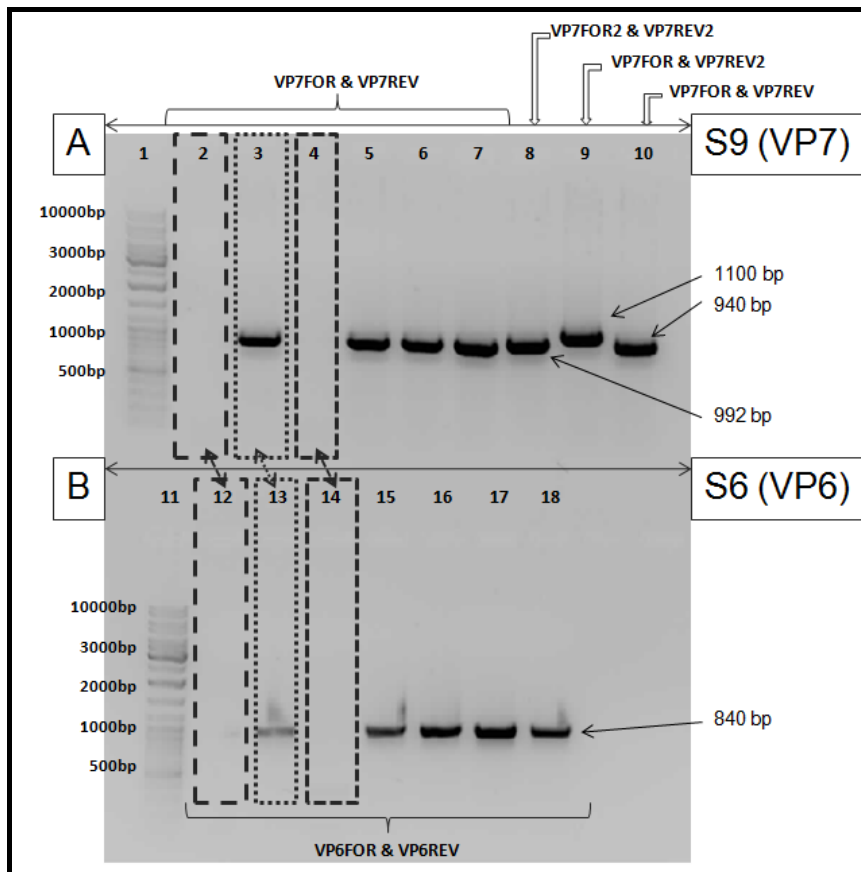 VP7FOR2 & VP7REV2
VP7FOR & VP7REV2
VP7FOR & VP7REV
VP7FOR & VP7REV
A
S9 (VP7)
1 2 3 4 5 6 7 8 9 10
10000bp
3000bp
2000bp
1000bp
500bp
1100 bp
940 bp
992 bp
B
S6 (VP6)
11 12 13 14 15 16 17 18
10000bp
3000bp
2000bp
1000bp
500bp
840 bp
VP6FOR & VP6REV